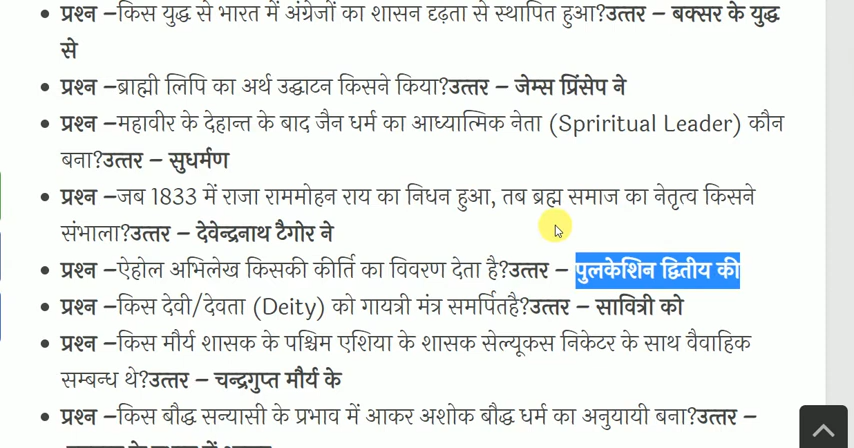 प्रश्न –किस युद्ध से भारत में अंग्रेजों का शासन दृढ़ता से स्थापित हुआ?उत्तर – बक्सर के युद्ध
से
प्रश्न –ब्राह्मी लिपि का अर्थ उद्घाटन किसने किया?उत्तर – जेम्स प्रिंसेप ने
प्रश्न –महावीर के देहान्त के बाद जैन धर्म का आध्यात्मिक नेता (Spriritual Leader) कौन
बना?उत्तर – सुधर्मण
प्रश्न –जब 1833 में राजा राममोहन राय का निधन हुआ, तब ब्रह्म समाज का नेतृत्व किसने
संभाला?उत्तर – देवेन्द्रनाथ टैगोर ने
प्रश्न –ऐहोल अभिलेख किसकी कीर्ति का विवरण देता है?उत्तर – पुलकेशिन द्वितीय की
प्रश्न –किस देवी/देवता (Deity) को गायत्री मंत्र समर्पितहै?उत्तर – सावित्री को
प्रश्न –किस मौर्य शासक के पश्चिम एशिया के शासक सेल्यूकस निकेटर के साथ वैवाहिक
सम्बन्ध थे?उत्तर – चन्द्रगुप्त मौर्य के
प्रश्न –किस बौद्ध सन्यासी के प्रभाव में आकर अशोक बौद्ध धर्म का अनुयायी बना?उत्तर –